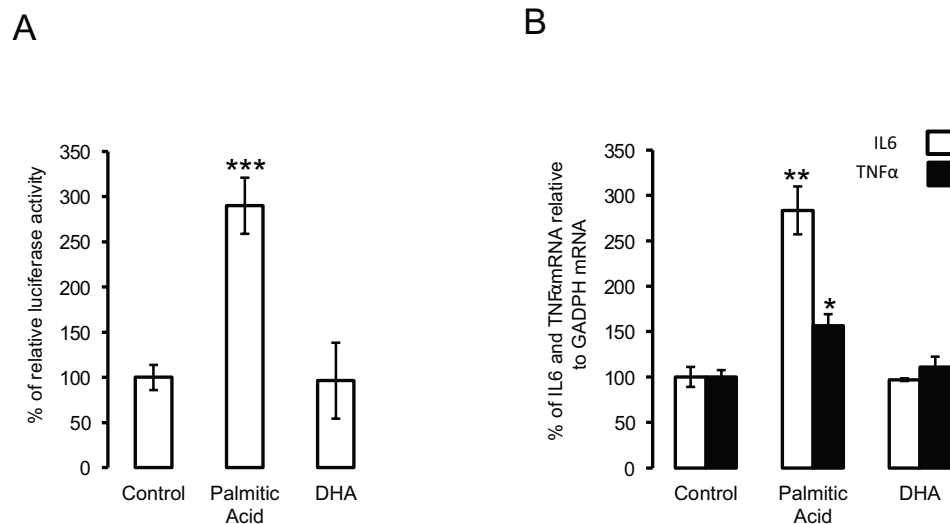 A
350
300
250
200
150
100
50
0
% of relative luciferase activity
***
Control
Palmitic
Acid
DHA
B
IL6
TNFα
350
300
250
200
150
100
50
0
% of IL6 and TNFαmRNA relative
to GADPH mRNA
**
*
Control
Palmitic
Acid
DHA